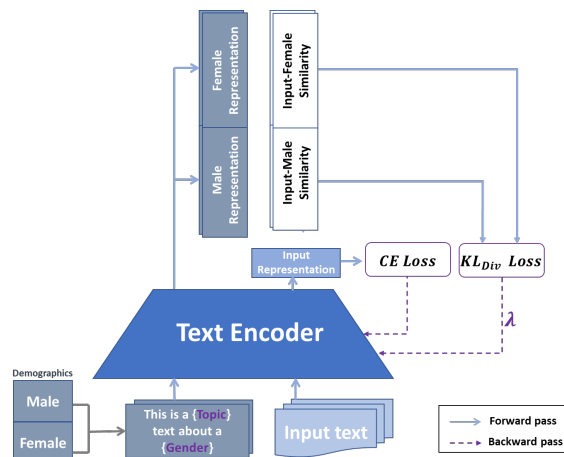 Female
Representation
Male
Representation
Input-Female
Similarity
Input-Male
Similarity
Input
Representation
CE Loss
KL_Div Loss
λ
Text Encoder
Demographics
Male
Female
This is a {Topic}
text about a
{Gender}
Input text
Forward pass
Backward pass